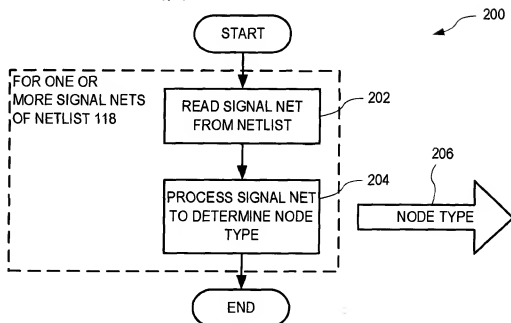 START
200
FOR ONE OR
MORE SIGNAL NETS
OF NETLIST 118
READ SIGNAL NET
FROM NETLIST
202
PROCESS SIGNAL NET
TO DETERMINE NODE
TYPE
204
206
NODE TYPE
END